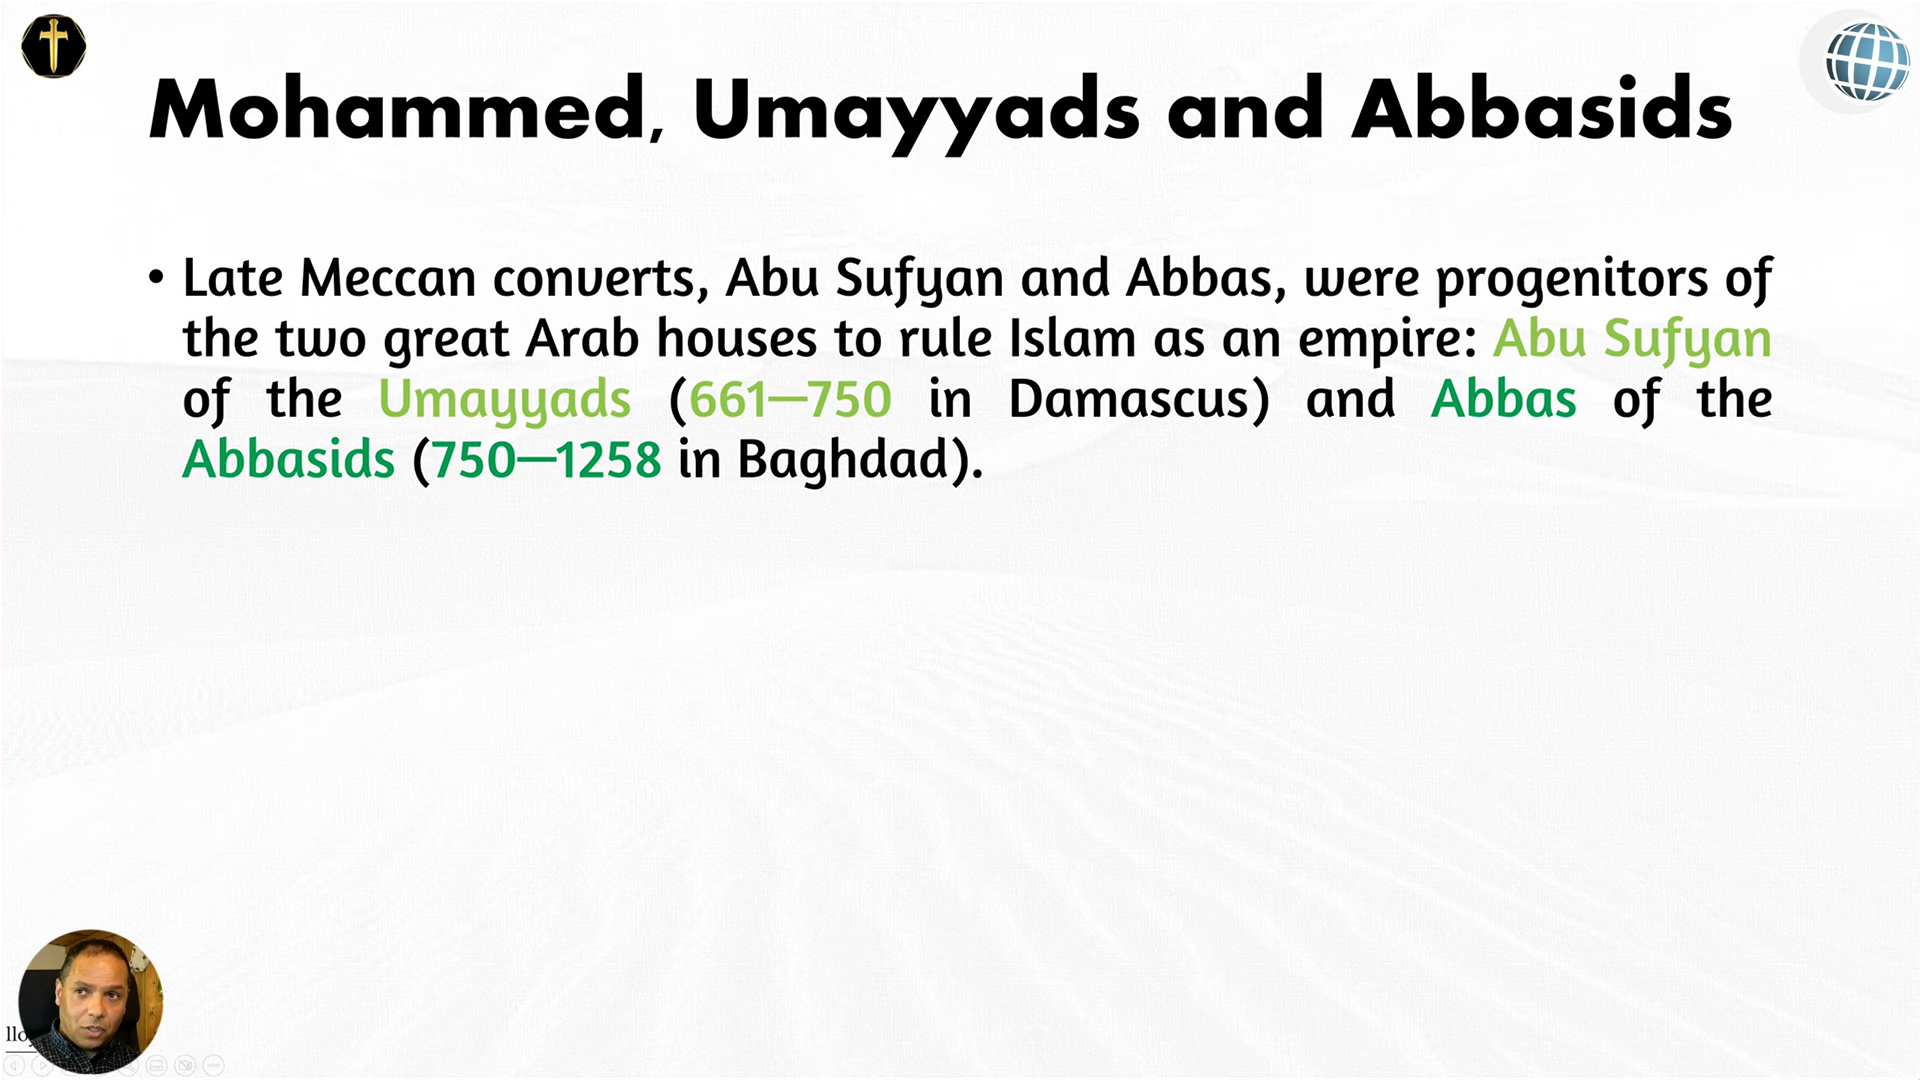 Mohammed, Umayyads and Abbasids
• Late Meccan converts, Abu Sufyan and Abbas, were progenitors of
the two great Arab houses to rule Islam as an empire: Abu Sufyan
of the Umayyads (661—750 in Damascus) and Abbas of the
Abbasids (750—1258 in Baghdad).